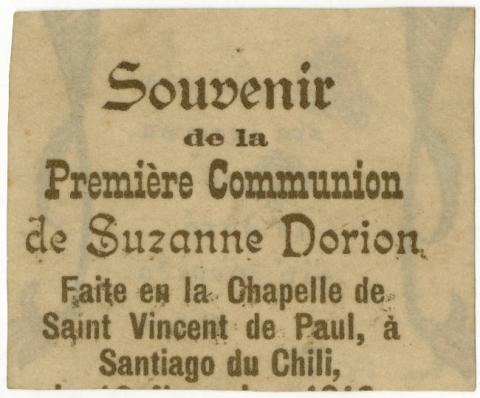 Souvenir
de la
Première Communion
de Suzanne Dorion
Faite en la Chapelle de
Saint Vincent de Paul, à
Santiago du Chili,